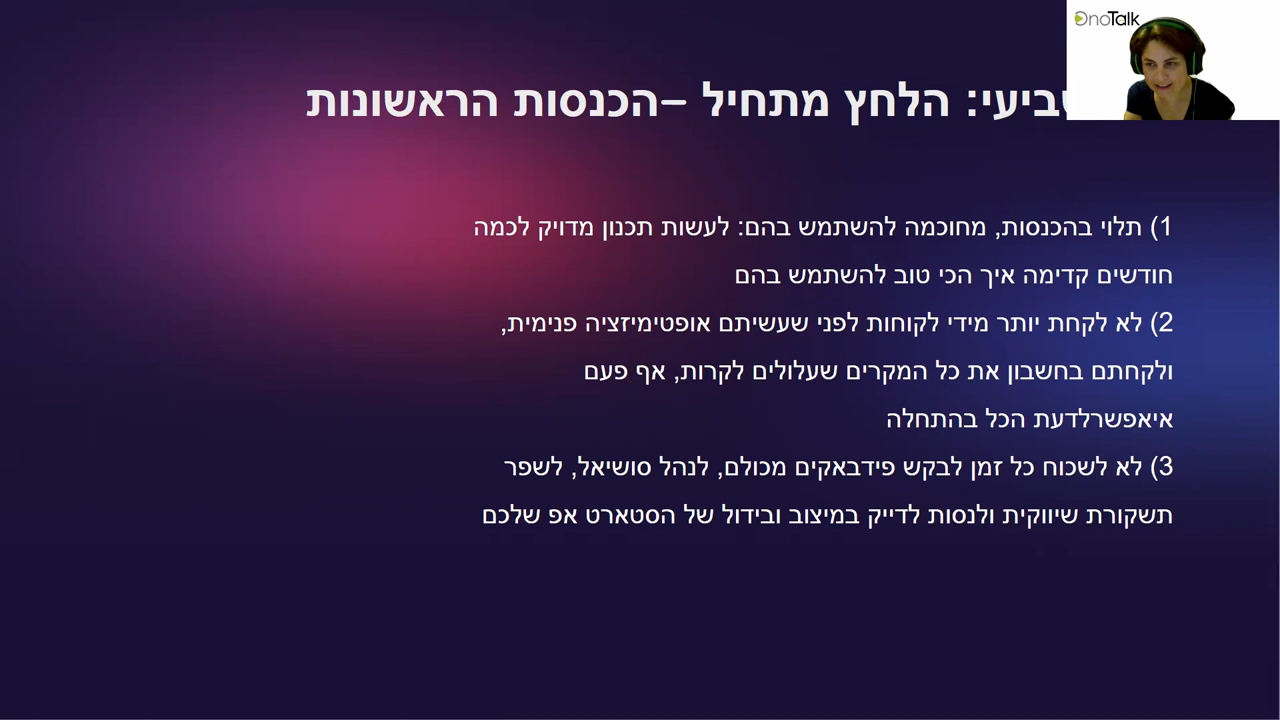 OnoTalk
שביעי: הלחץ מתחיל –הכנסות הראשונות
1) תלוי בהכנסות, מחוכמה להשתמש בהם: לעשות תכנון מדויק לכמה
חודשים קדימה איך הכי טוב להשתמש בהם
2) לא לקחת יותר מידי לקוחות לפני שעשיתם אופטימיזציה פנימית,
ולקחתם בחשבון את כל המקרים שעלולים לקרות, אף פעם
איאפשרלדעת הכל בהתחלה
3) לא לשכוח כל זמן לבקש פידבאקים מכולם, לנהל סושיאל, לשפר
תשקורת שיווקית ולנסות לדייק במיצוב ובידול של הסטארט אפ שלכם